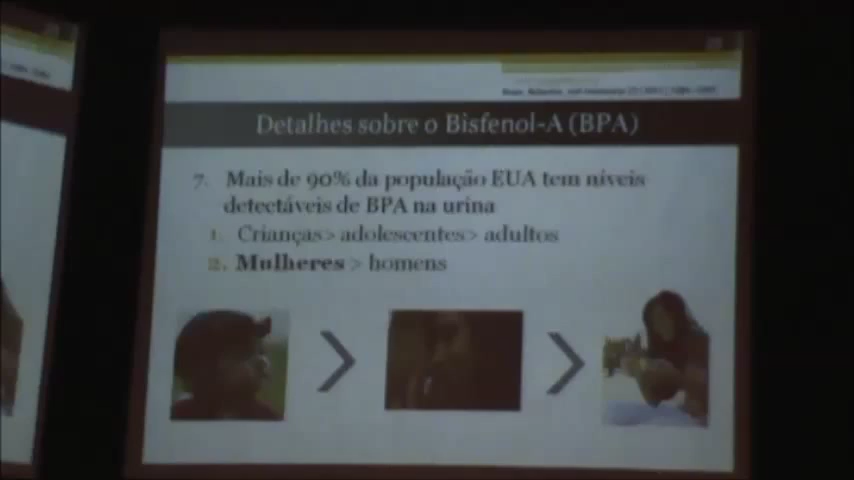 Detalhes sobre o Bisfenol-A (BPA)
7. Mais de 90% da população EUA tem níveis
detectáveis de BPA na urina
1. Crianças> adolescentes> adultos
2. Mulheres > homens